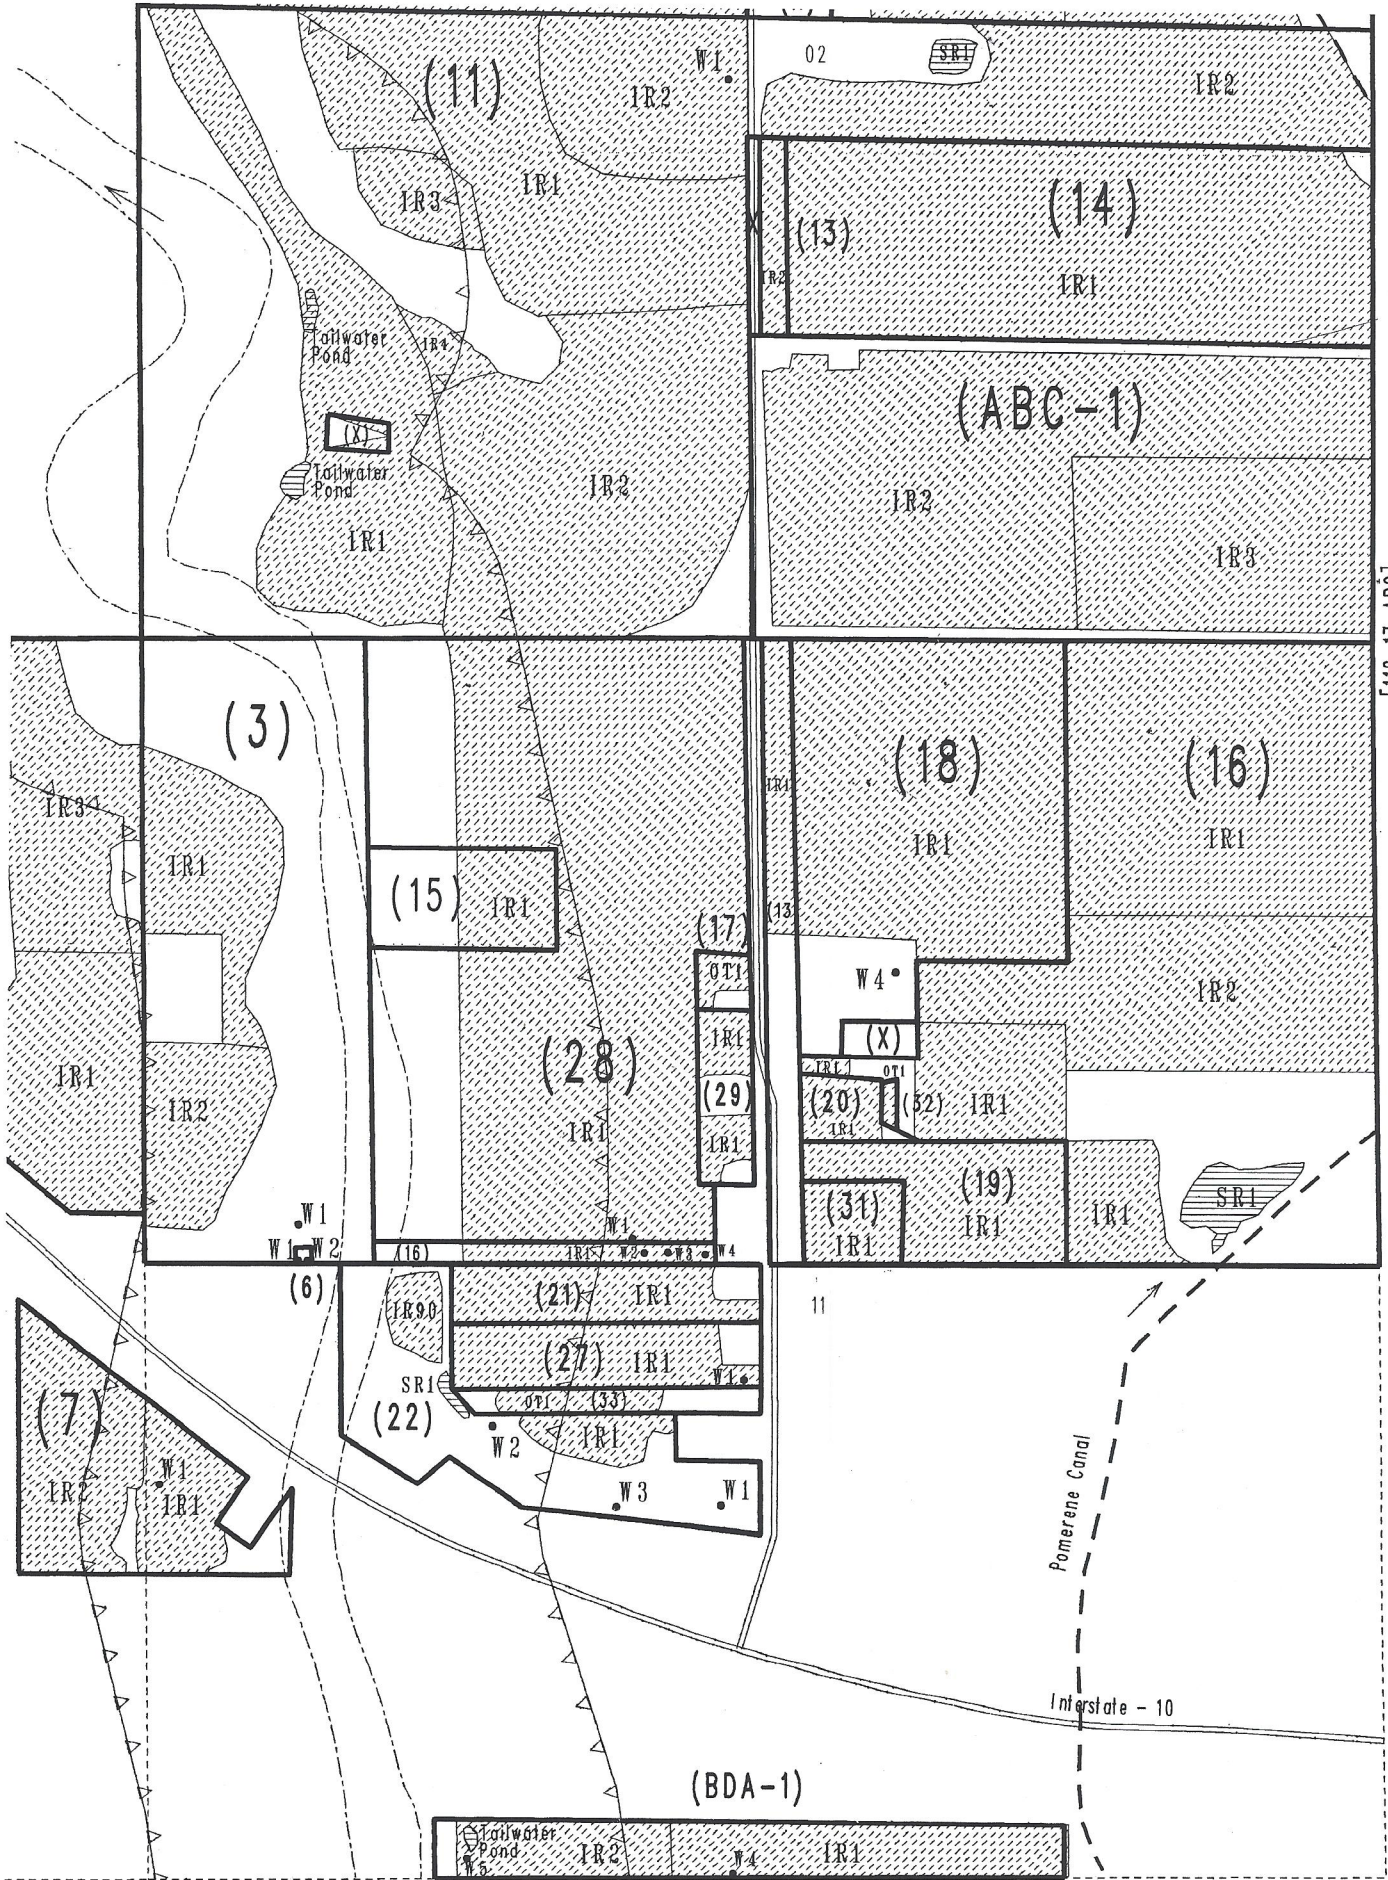 02
SR1
W1
(11)
IR2
IR2
IR3
IR1
(14)
X
(13)
IR2
IR1
Tailwater
Pond
IR4
(X)
(ABC-1)
Tailwater
Pond
IR2
IR2
IR1
IR3
(3)
(18)
(16)
IR3
IR1
IR1
IR1
IR1
(15)
IR1
(17)
(13
OT1
W4
IR2
IR1
(X)
(28)
IR1
OT1
IR1
IR2
(29)
(20)
(32)
IR1
IR1
IR1
IR1
(19)
SR1
W1
(31)
IR1
IR1
W1
IR1
W1
W2
(16)
IR1
W2
W3
W4
(6)
(21)
IR1
11
IR90
(27)
IR1
SR1
W1
(7)
OT1
(33)
(22)
IR1
W2
Pomerene Canal
W1
IR2
IR1
W3
W1
Interstate - 10
(BDA-1)
Tailwater
Pond
IR2
IR1
W5
W4